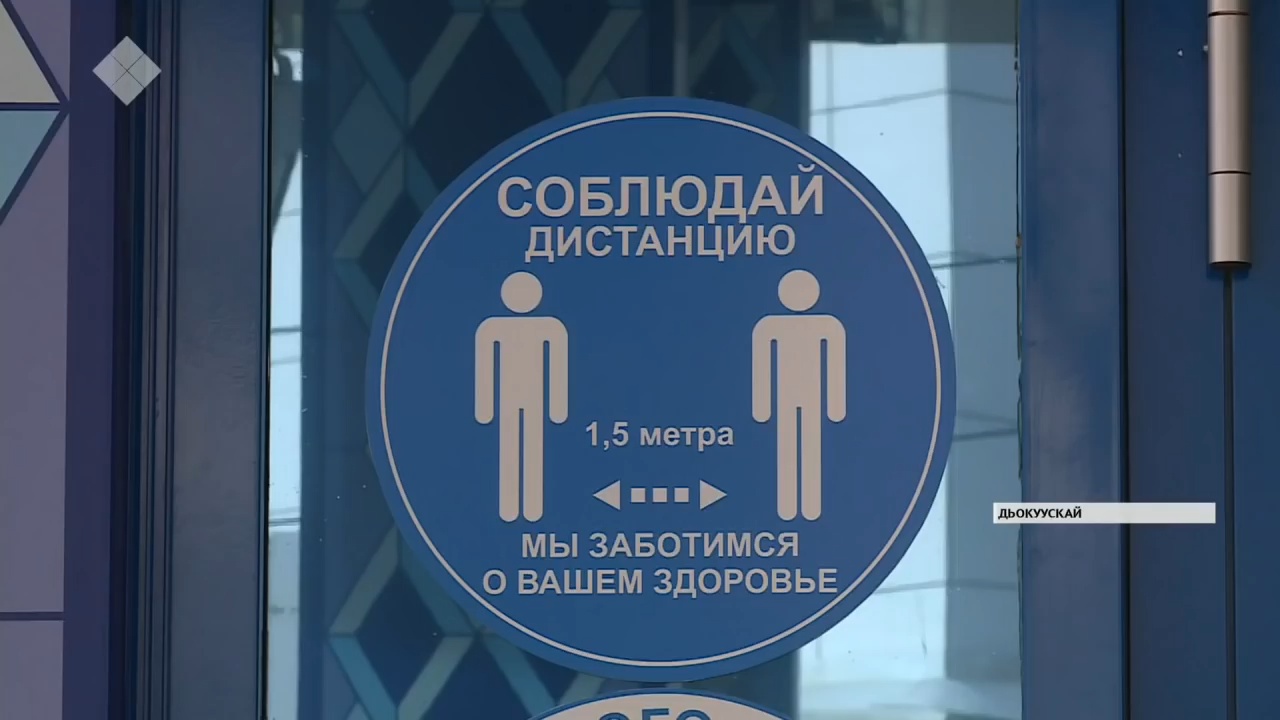 СОБЛЮДАЙ
ДИСТАНЦИЮ
1,5 метра
МЫ ЗАБОТИМСЯ
О ВАШЕМ ЗДОРОВЬЕ
ДЬОКУУСКАЙ